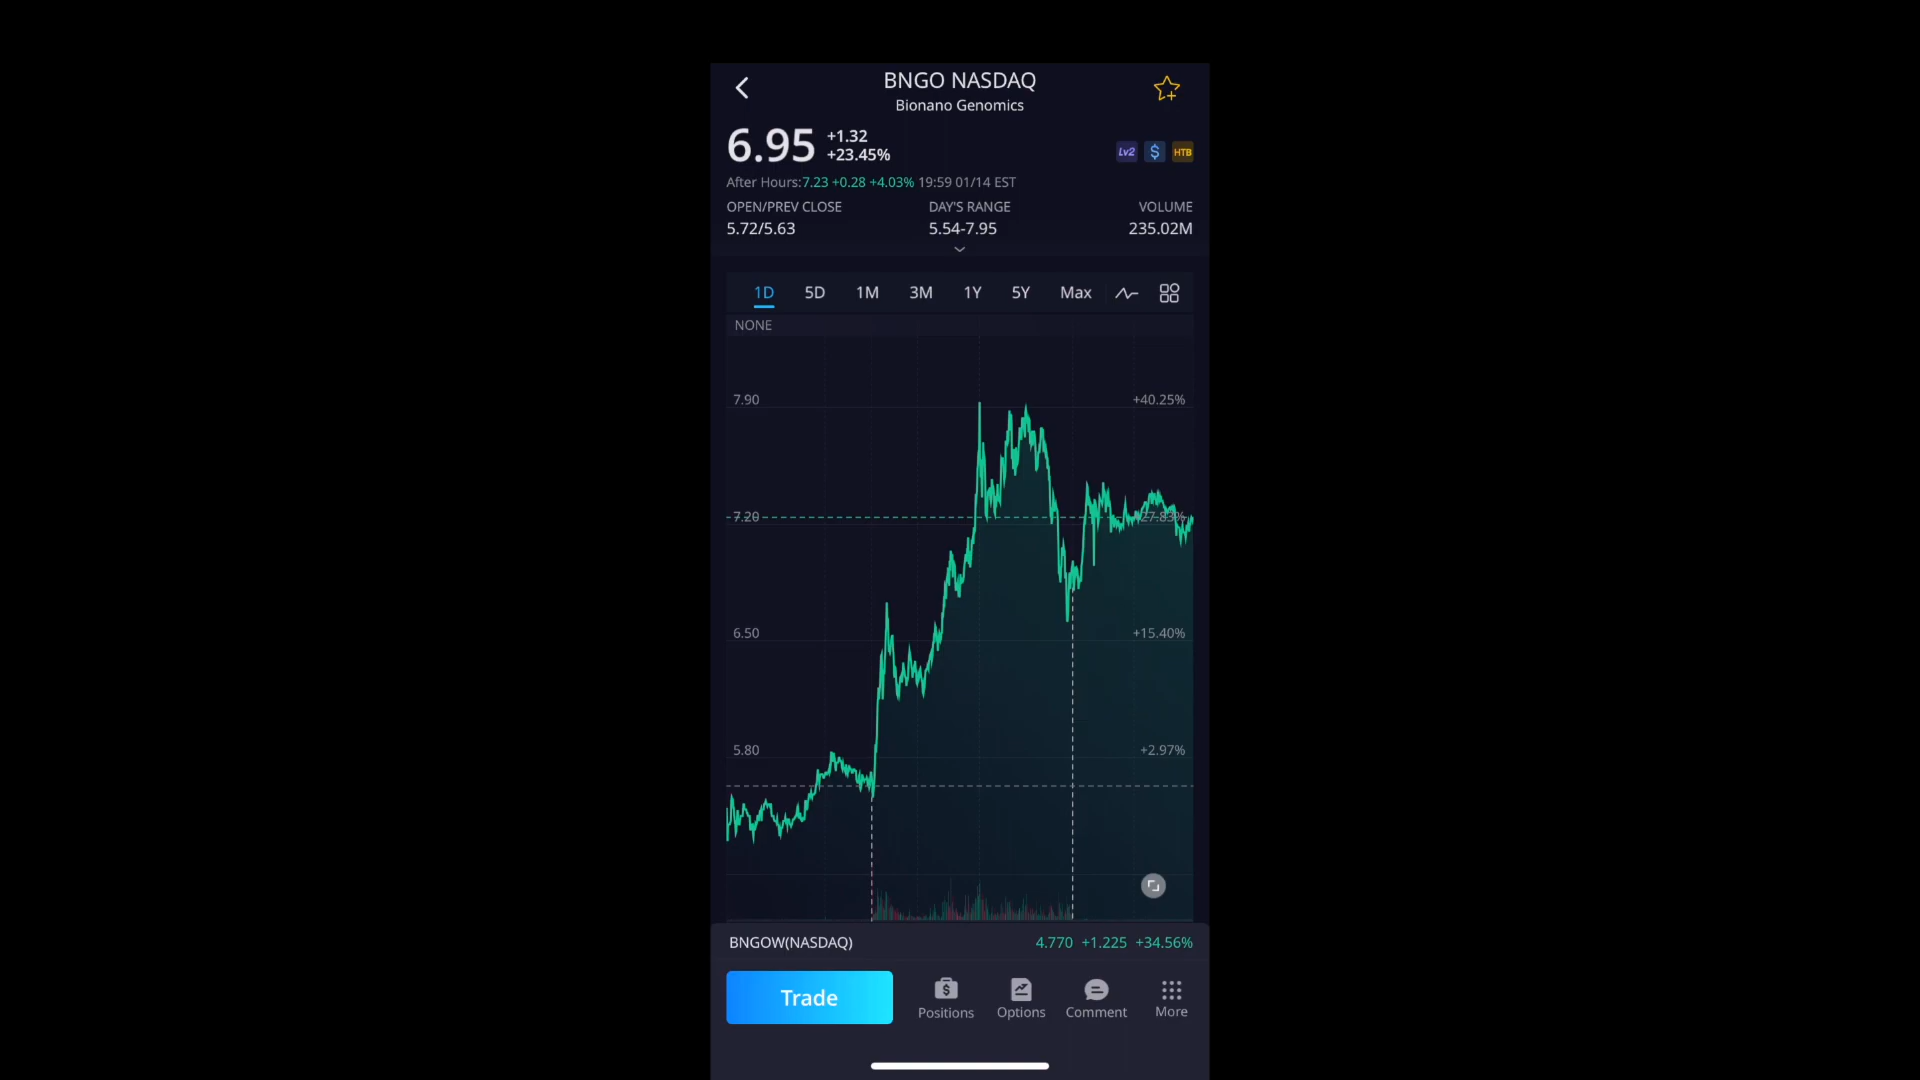 BNGO NASDAQ
Bionano Genomics
6.95
+1.32
+23.45%
Lv2 $ HTB
After Hours:7.23 +0.28 +4.03% 19:59 01/14 EST
OPEN/PREV CLOSE DAY'S RANGE VOLUME
5.72/5.63 5.54-7.95 235.02M
1D 5D 1M 3M 1Y 5Y Max
NONE
7.90 +40.25%
7.20 +27.83%
6.50 +15.40%
5.80 +2.97%
BNGOW(NASDAQ) 4.770 +1.225 +34.56%
Trade Positions Options Comment More